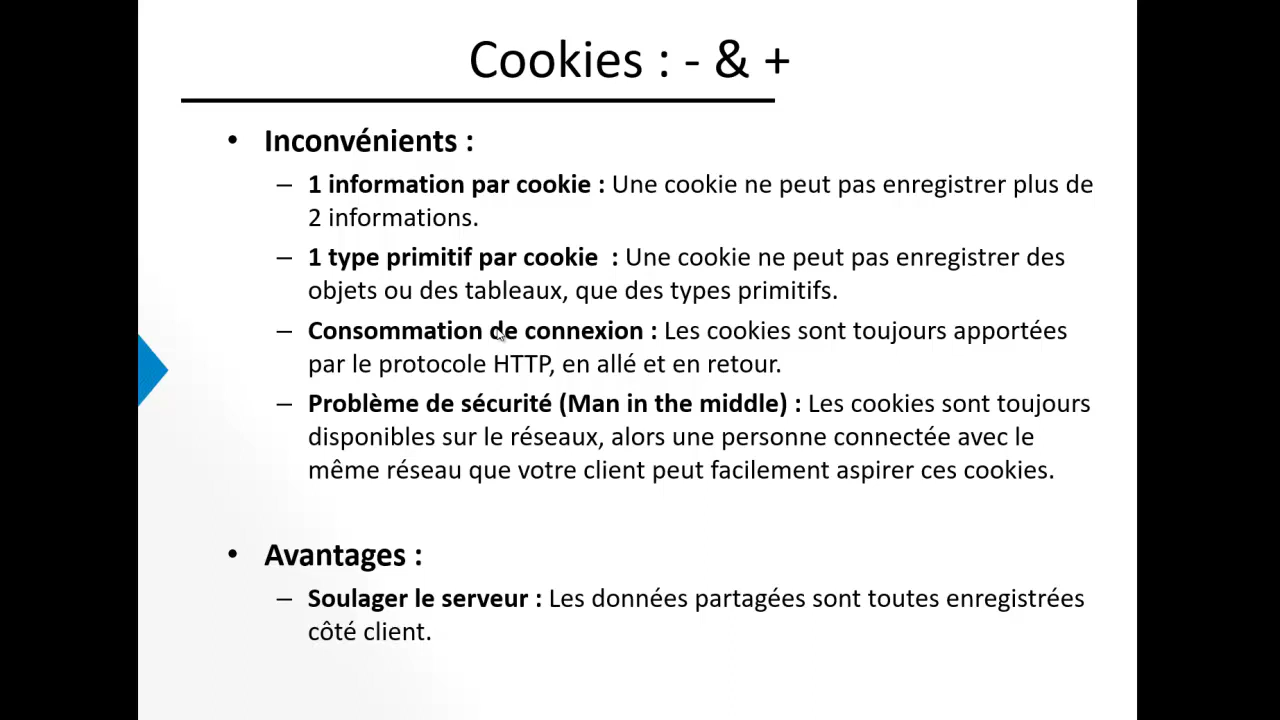 Cookies : - & +
• Inconvénients :
– 1 information par cookie : Une cookie ne peut pas enregistrer plus de
2 informations.
– 1 type primitif par cookie : Une cookie ne peut pas enregistrer des
objets ou des tableaux, que des types primitifs.
– Consommation de connexion : Les cookies sont toujours apportées
par le protocole HTTP, en allé et en retour.
– Problème de sécurité (Man in the middle) : Les cookies sont toujours
disponibles sur le réseaux, alors une personne connectée avec le
même réseau que votre client peut facilement aspirer ces cookies.
• Avantages :
– Soulager le serveur : Les données partagées sont toutes enregistrées
côté client.